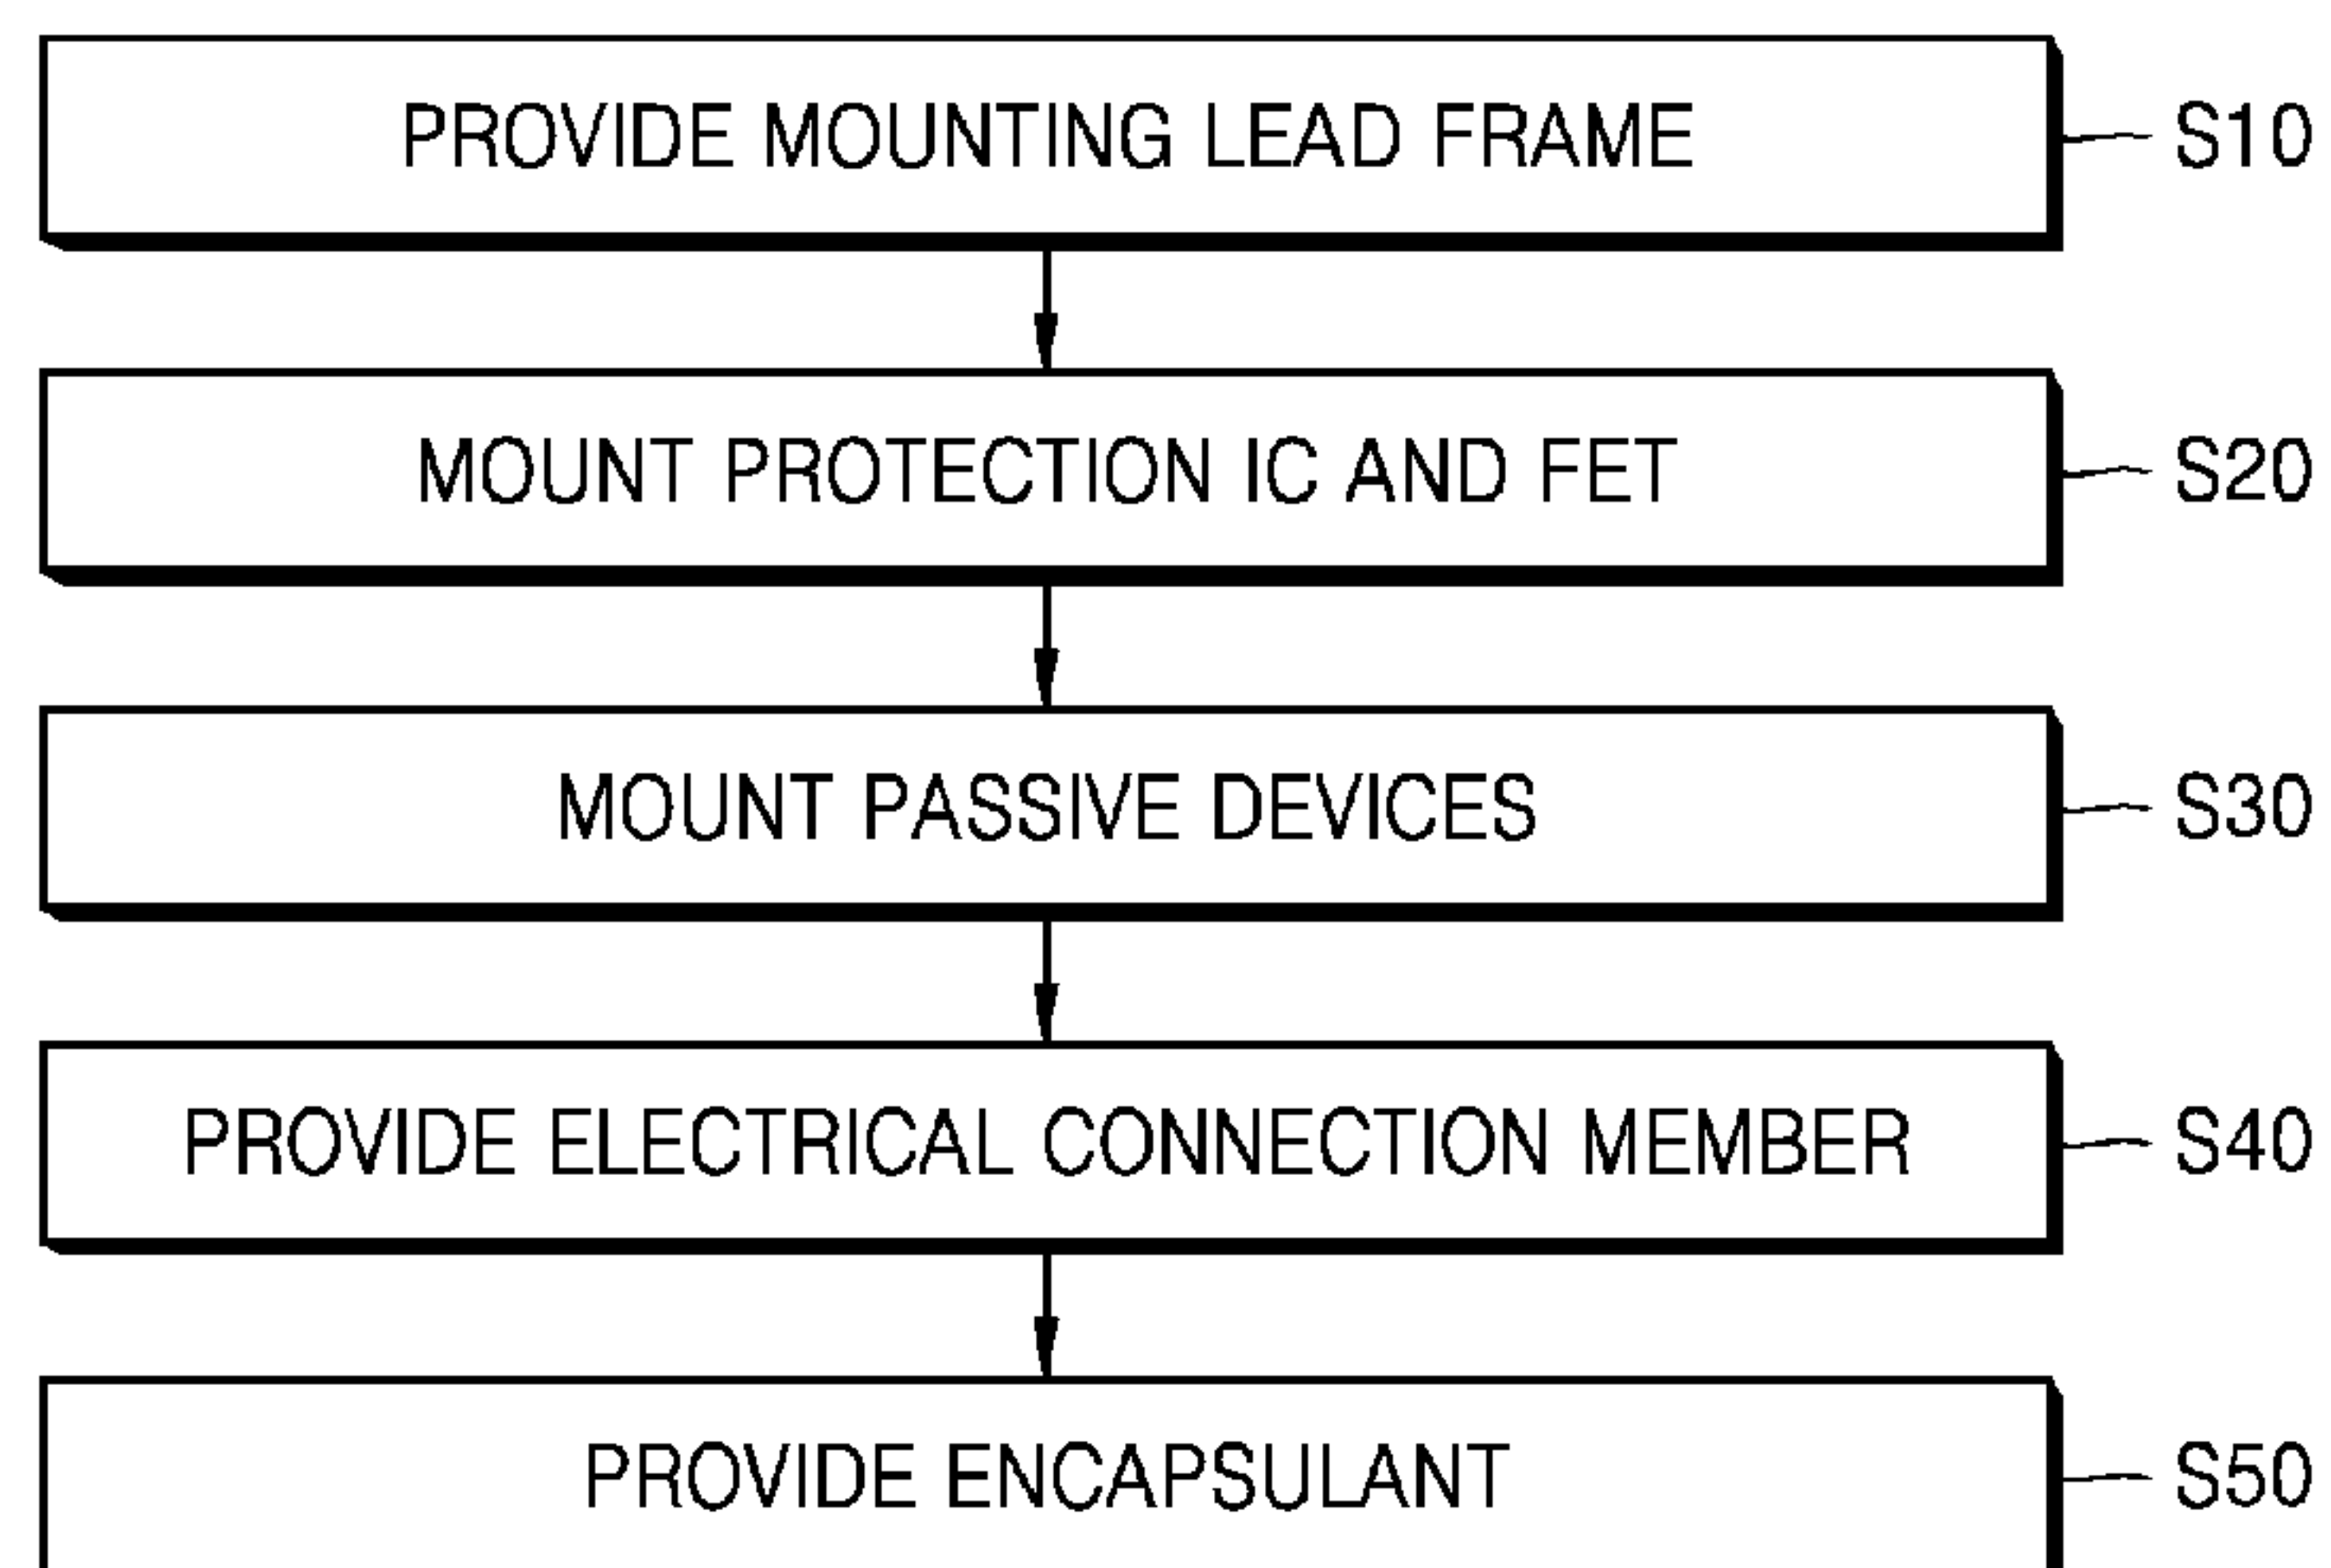 PROVIDE MOUNTING LEAD FRAME S10
MOUNT PROTECTION IC AND FET S20
MOUNT PASSIVE DEVICES S30
PROVIDE ELECTRICAL CONNECTION MEMBER S40
PROVIDE ENCAPSULANT S50